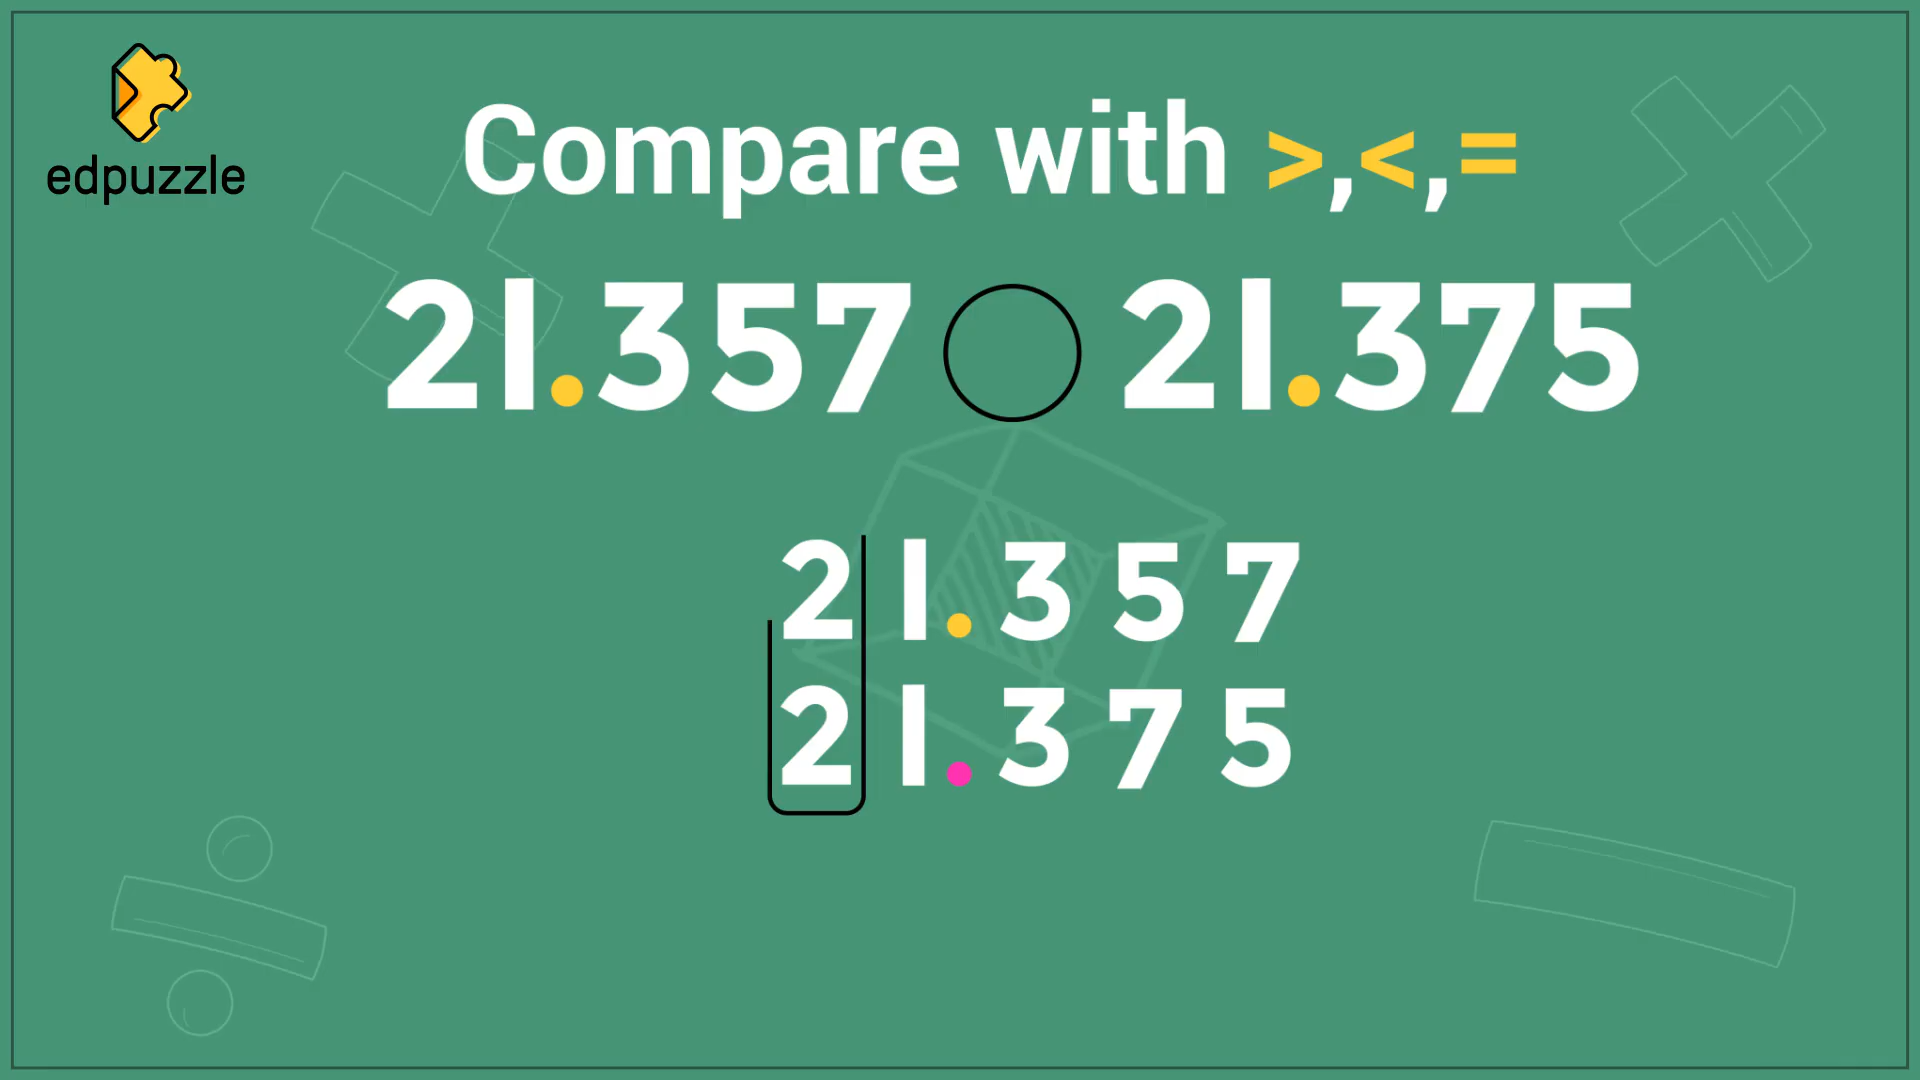 edpuzzle
Compare with >,<,=
21.357 21.375
21.357
21.375